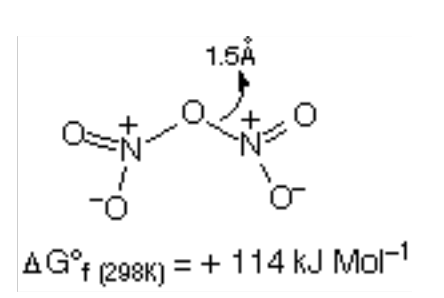 1.5Å
O
O N⁺ N⁺ O
⁻O O⁻
ΔG°f (298K) = + 114 kJ Mol⁻¹